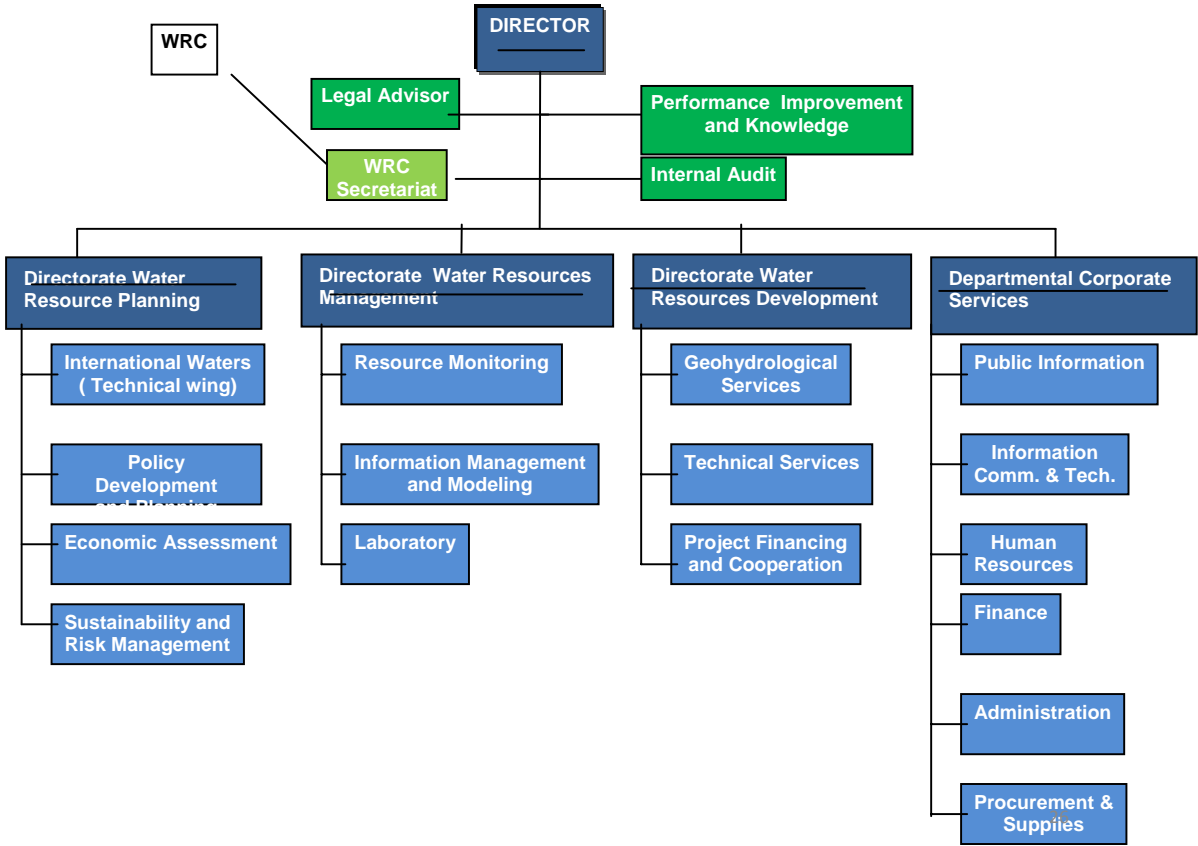 WRC
DIRECTOR
Legal Advisor
Performance Improvement
and Knowledge
WRC
Secretariat
Internal Audit
Directorate Water
Resource Planning
Directorate Water Resources
Management
Directorate Water
Resources Development
Departmental Corporate
Services
International Waters
( Technical wing)
Policy
Development
and Planning
Economic Assessment
Sustainability and
Risk Management
Resource Monitoring
Information Management
and Modeling
Laboratory
Geohydrological
Services
Technical Services
Project Financing
and Cooperation
Public Information
Information
Comm. & Tech.
Human
Resources
Finance
Administration
Procurement &
Supplies